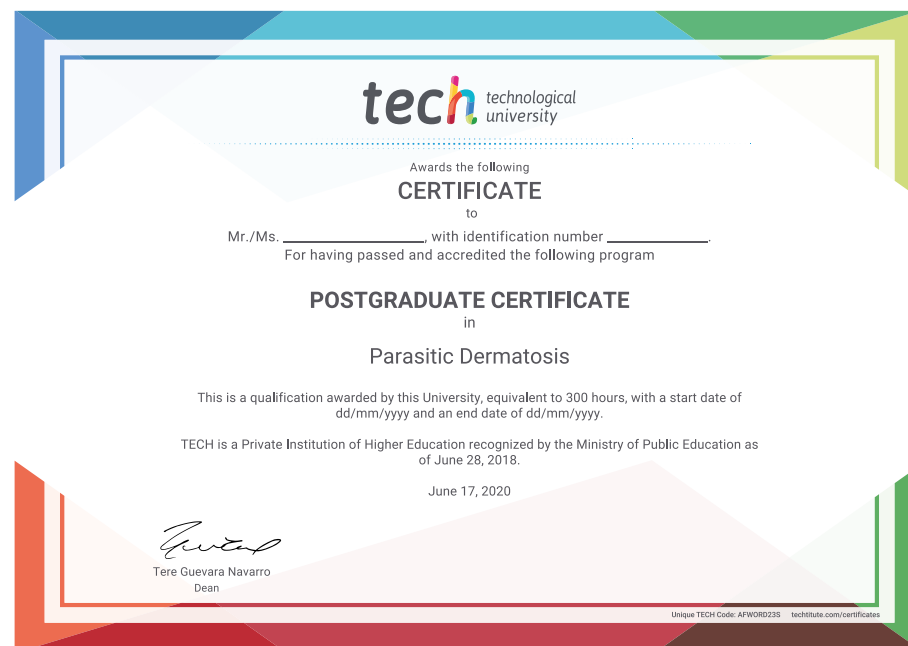 tech technological
university
Awards the following
CERTIFICATE
to
Mr./Ms. ____________________, with identification number ______________.
For having passed and accredited the following program
POSTGRADUATE CERTIFICATE
in
Parasitic Dermatosis
This is a qualification awarded by this University, equivalent to 300 hours, with a start date of
dd/mm/yyyy and an end date of dd/mm/yyyy.
TECH is a Private Institution of Higher Education recognized by the Ministry of Public Education as
of June 28, 2018.
June 17, 2020
Tere Guevara Navarro
Dean
Unique TECH Code: AFWORD23S techtitute.com/certificates